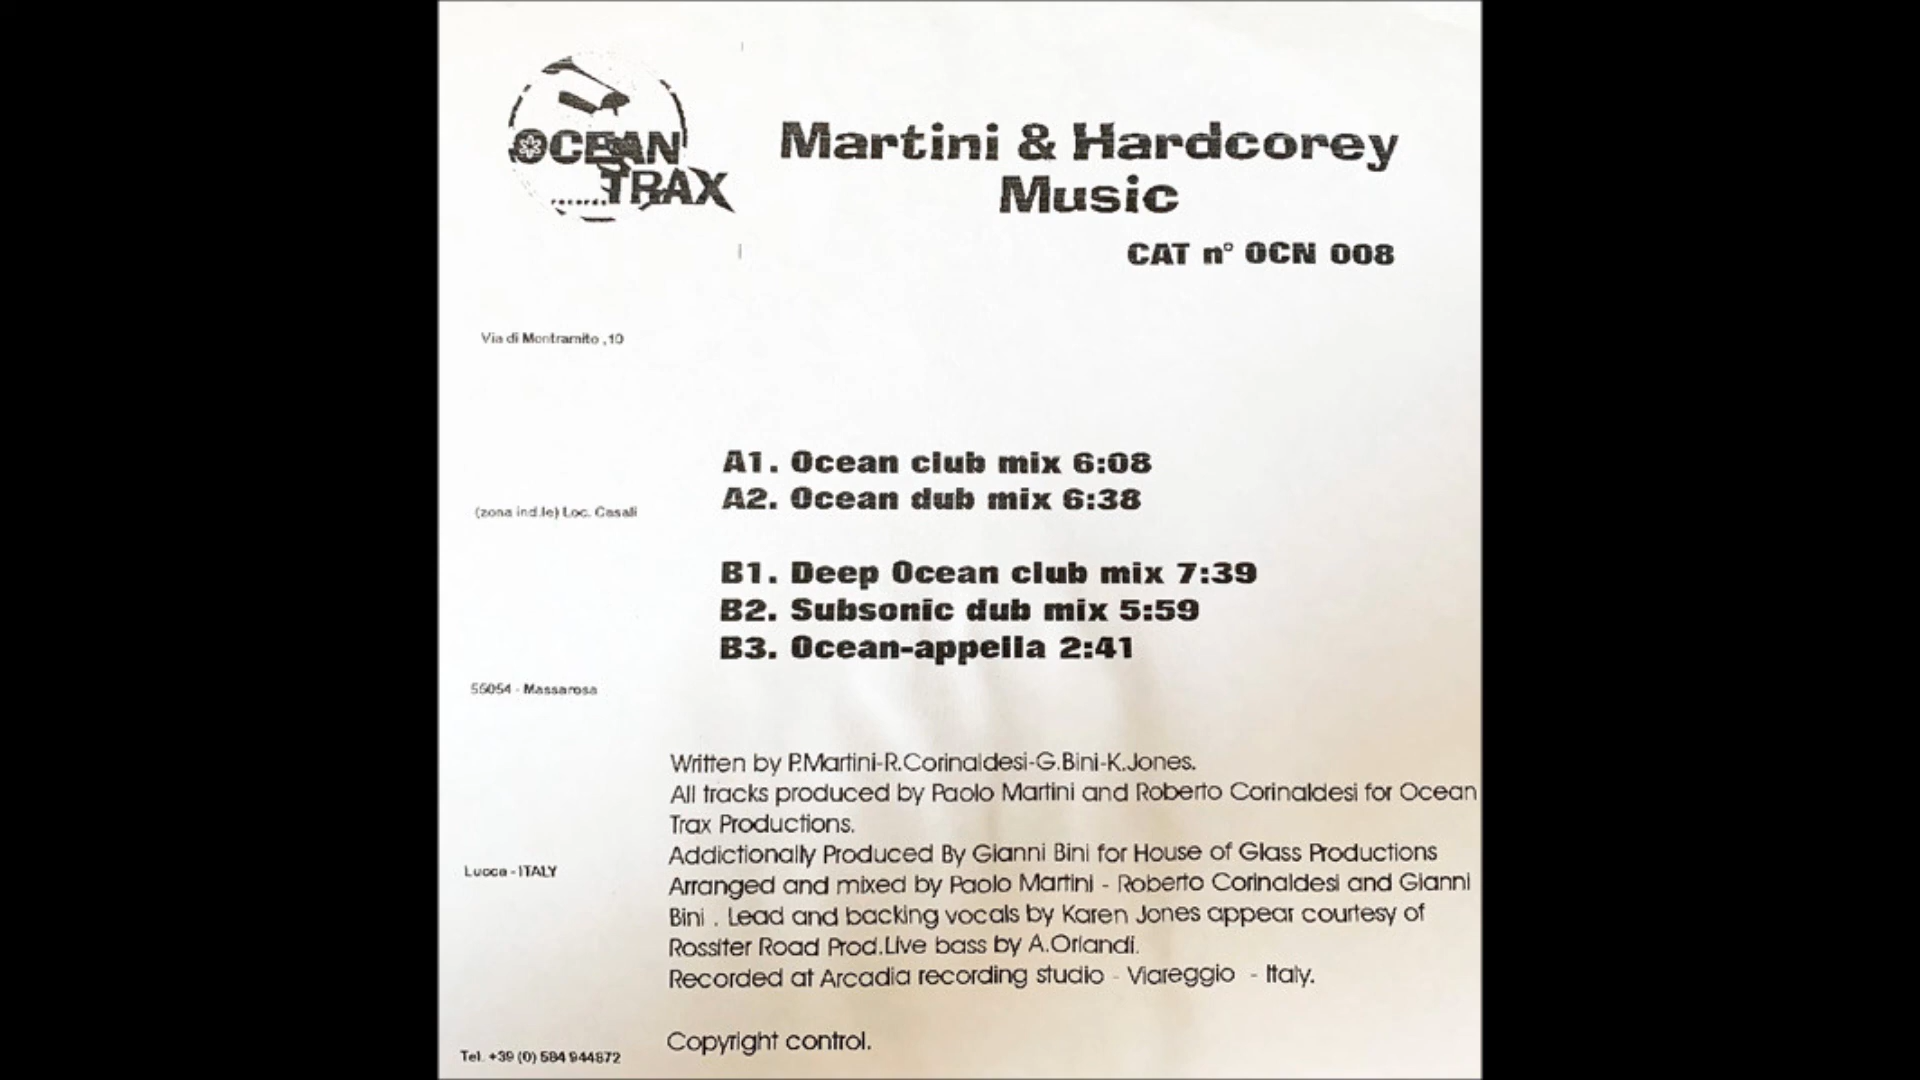 OCEAN
TRAX
records
Martini & Hardcorey
Music
CAT n° OCN 008
Via di Montramito ,10
A1. Ocean club mix 6:08
A2. Ocean dub mix 6:38
(zona ind.le) Loc. Casali
B1. Deep Ocean club mix 7:39
B2. Subsonic dub mix 5:59
B3. Ocean-appella 2:41
55054 - Massarosa
Written by P.Martini-R.Corinaldesi-G.Bini-K.Jones.
All tracks produced by Paolo Martini and Roberto Corinaldesi for Ocean
Trax Productions.
Addictionally Produced By Gianni Bini for House of Glass Productions
Arranged and mixed by Paolo Martini - Roberto Corinaldesi and Gianni
Bini . Lead and backing vocals by Karen Jones appear courtesy of
Rossiter Road Prod.Live bass by A.Orlandi.
Recorded at Arcadia recording studio - Viareggio - Italy.
Lucca - ITALY
Copyright control.
Tel. +39 (0) 584 944872